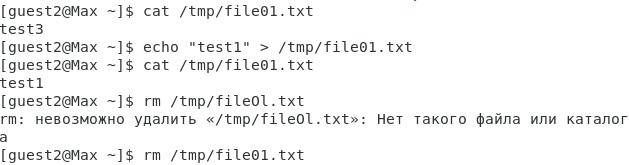 [guest2@Max ~]$ cat /tmp/file01.txt
test3
[guest2@Max ~]$ echo "test1" > /tmp/file01.txt
[guest2@Max ~]$ cat /tmp/file01.txt
test1
[guest2@Max ~]$ rm /tmp/fileOl.txt
rm: невозможно удалить «/tmp/fileOl.txt»: Нет такого файла или каталог
а
[guest2@Max ~]$ rm /tmp/file01.txt